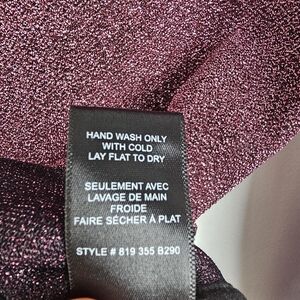 HAND WASH ONLY
WITH COLD
LAY FLAT TO DRY
SEULEMENT AVEC
LAVAGE DE MAIN
FROIDE
FAIRE SÉCHER À PLAT
STYLE # 819 355 B290